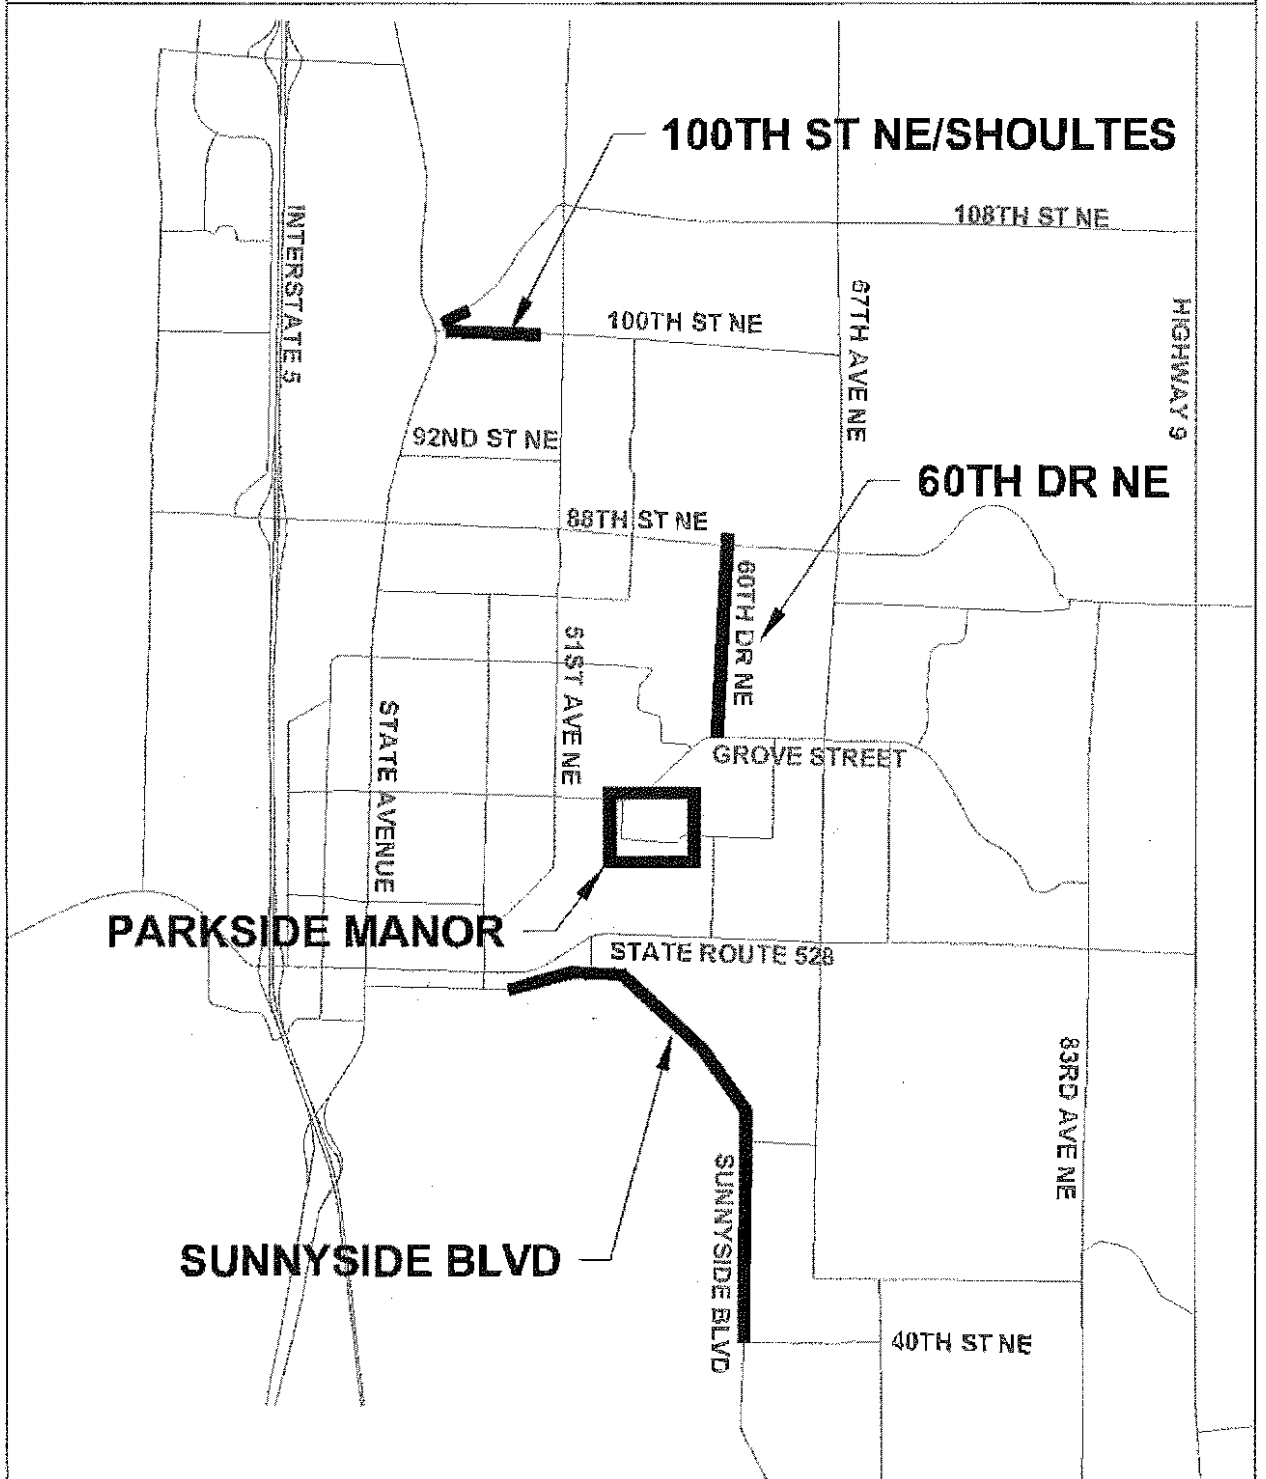 100TH ST NE/SHOULTES
108TH ST NE
INTERSTATE 5
67TH AVE NE
HIGHWAY 9
100TH ST NE
92ND ST NE
60TH DR NE
88TH ST NE
60TH DR NE
51ST AVE NE
STATE AVENUE
GROVE STREET
PARKSIDE MANOR
STATE ROUTE 528
83RD AVE NE
SUNNYSIDE BLVD
SUNNYSIDE BLVD
40TH ST NE